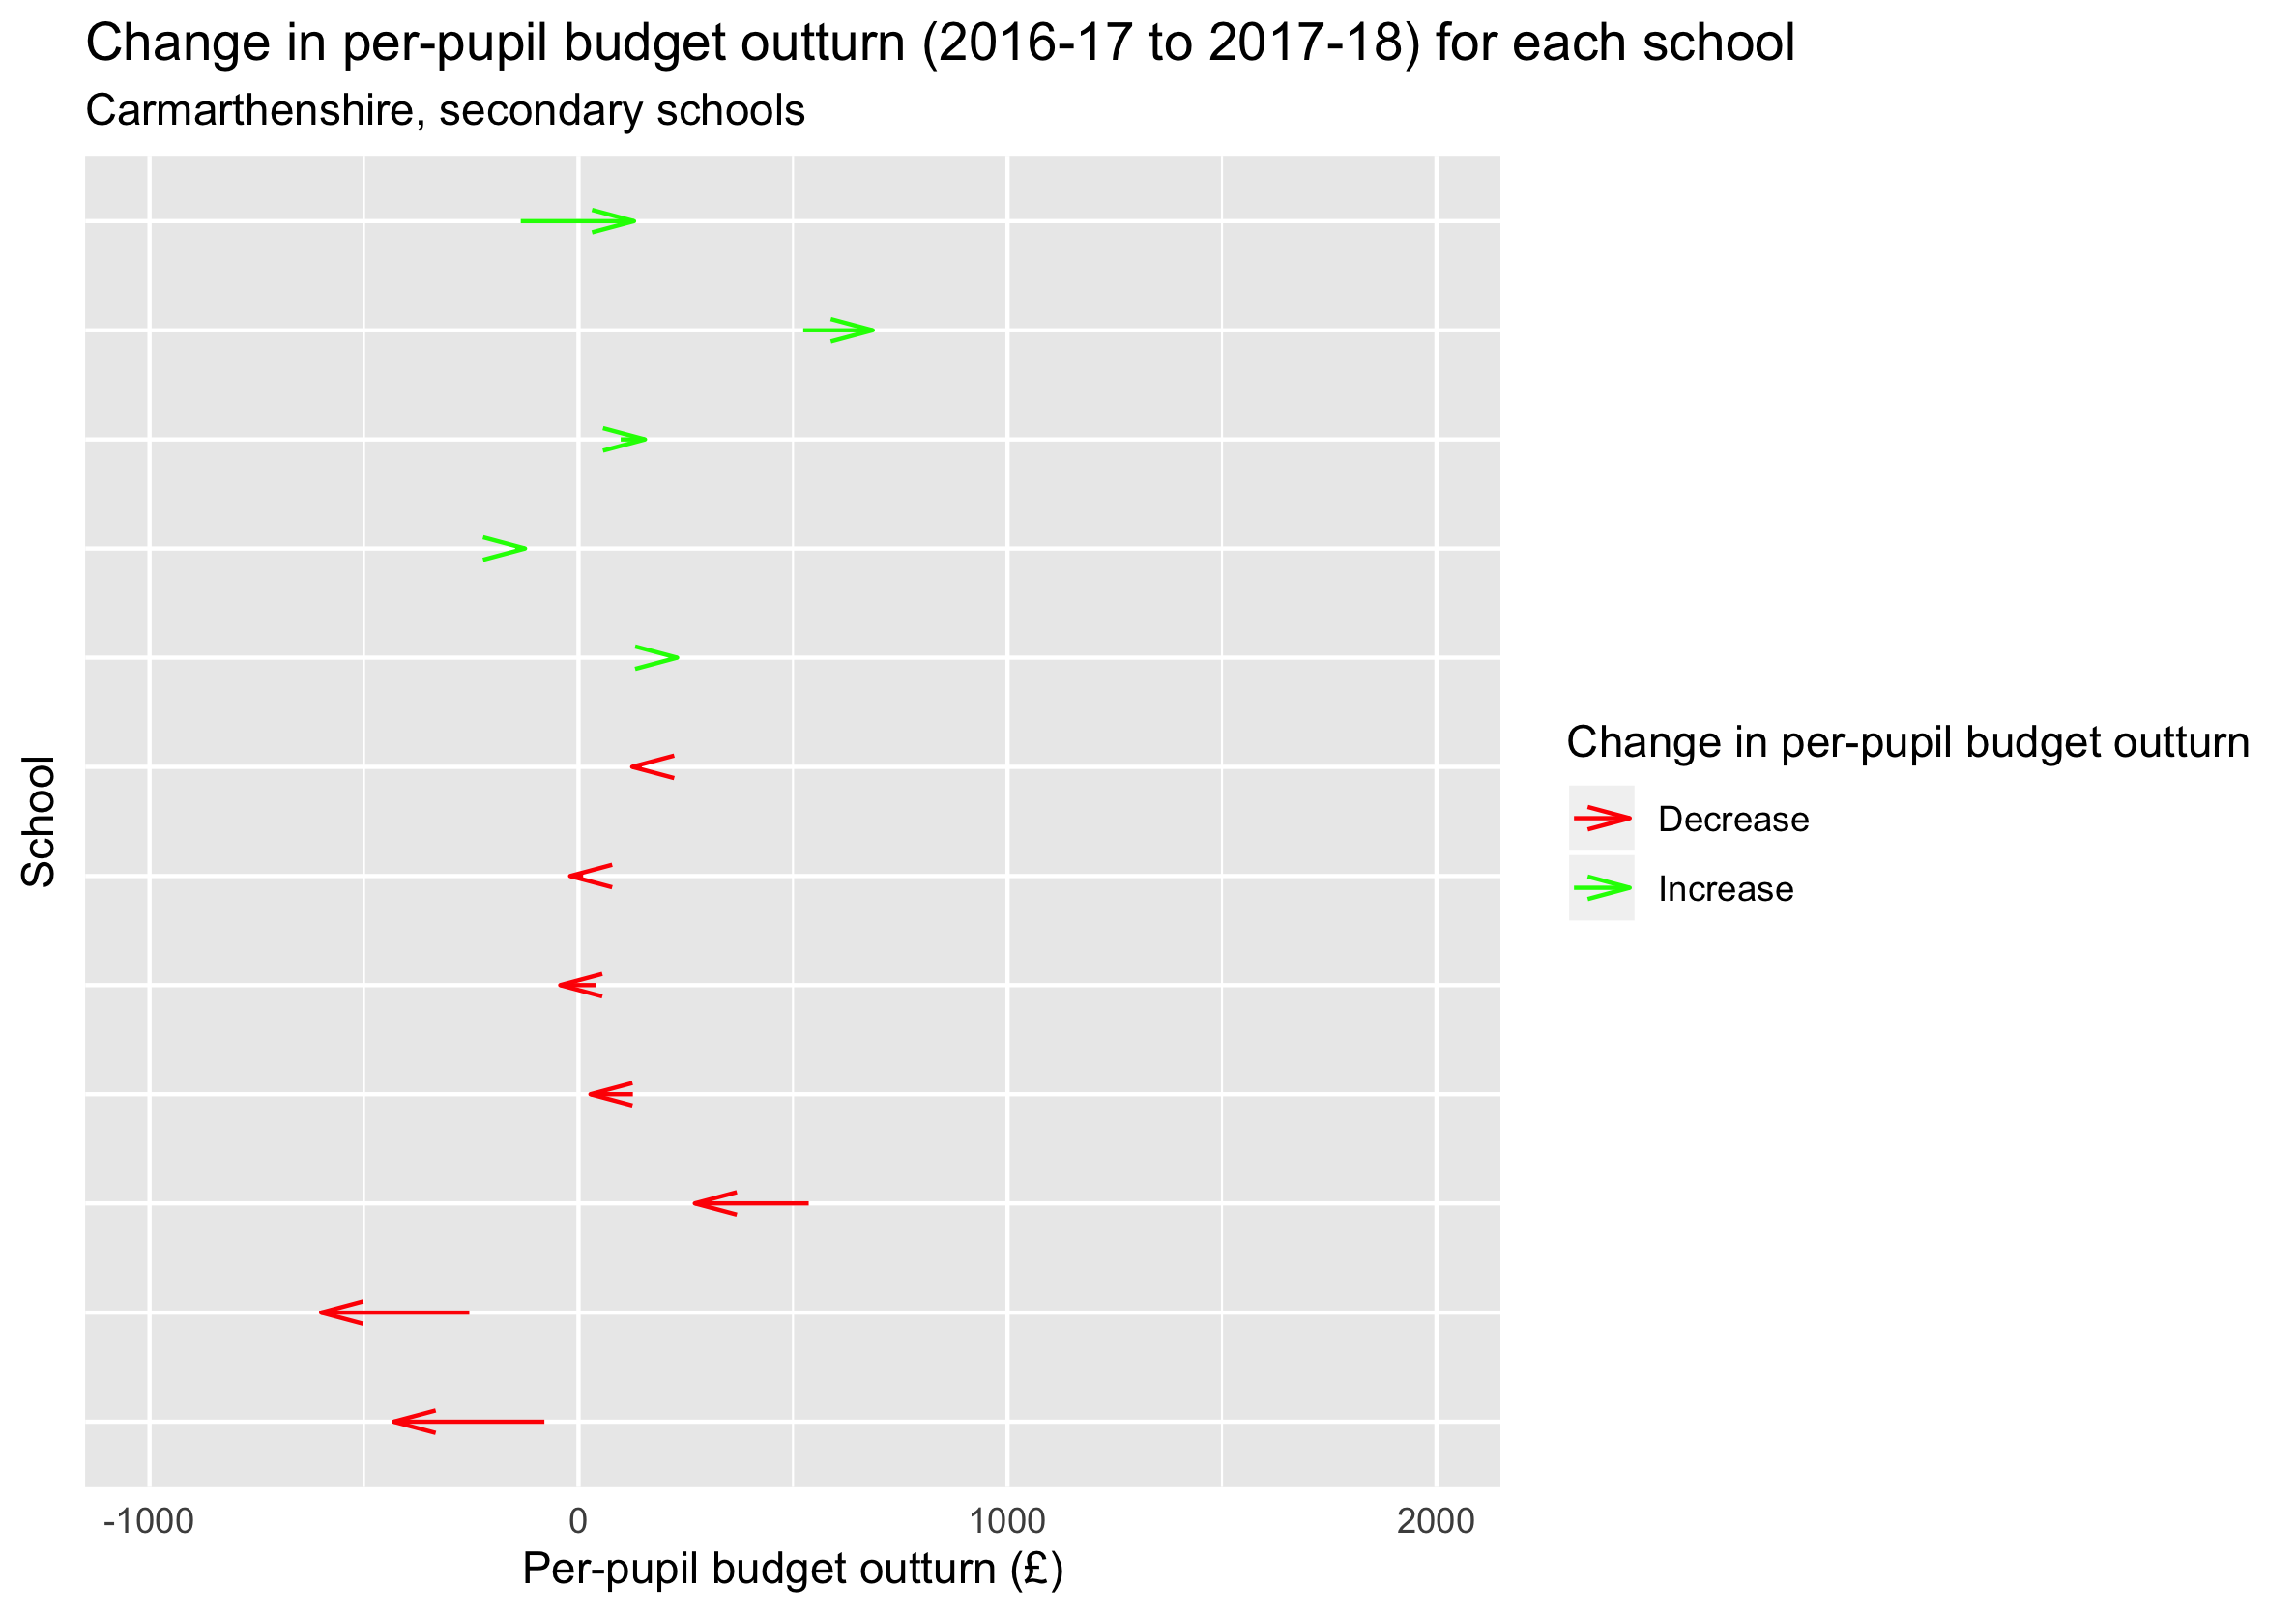 Change in per-pupil budget outturn (2016-17 to 2017-18) for each school
Carmarthenshire, secondary schools
School
Change in per-pupil budget outturn
Decrease
Increase
-1000 0 1000 2000
Per-pupil budget outturn (£)